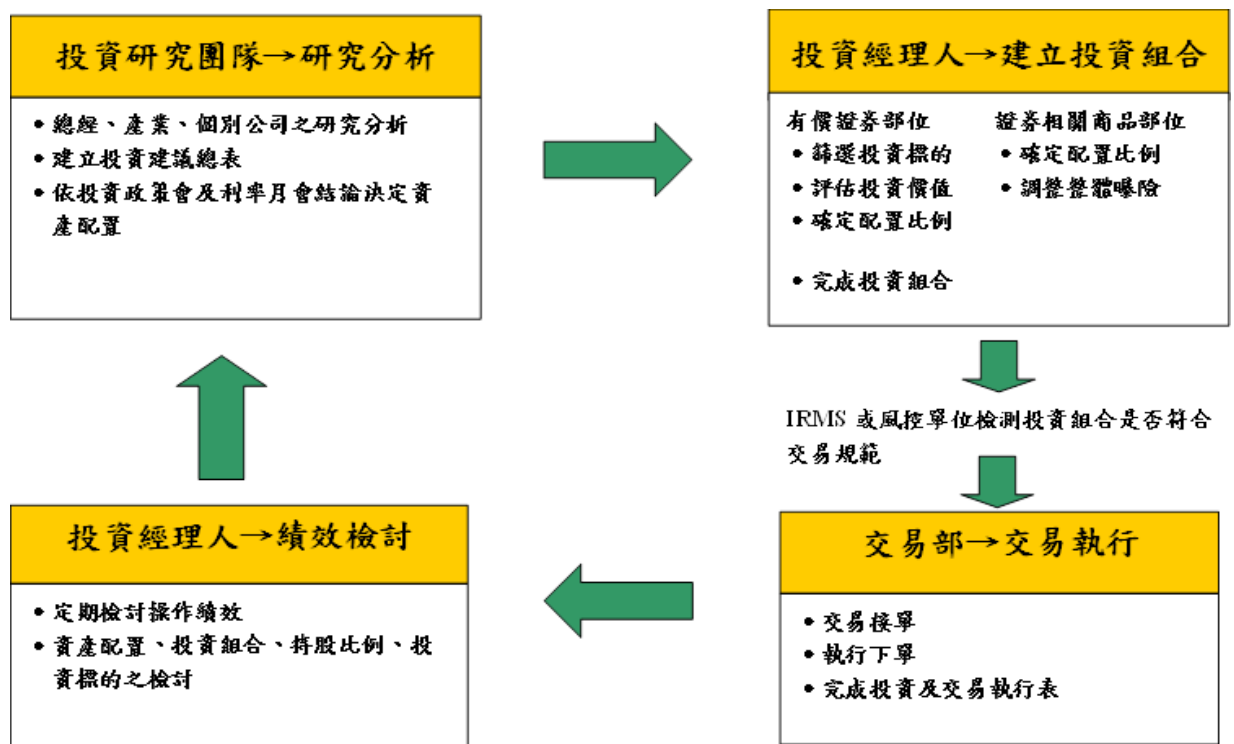 投資研究團隊→研究分析
• 總經、產業、個別公司之研究分析
• 建立投資建議總表
• 依投資政策會及利率月會結論決定資
產配置
投資經理人→建立投資組合
有價證券部位
• 篩選投資標的
• 評估投資價值
• 確定配置比例
• 完成投資組合
證券相關商品部位
• 確定配置比例
• 調整整體曝險
IRMS 或風控單位檢測投資組合是否符合
交易規範
交易部→交易執行
• 交易接單
• 執行下單
• 完成投資及交易執行表
投資經理人→績效檢討
• 定期檢討操作績效
• 資產配置、投資組合、持股比例、投
資標的之檢討